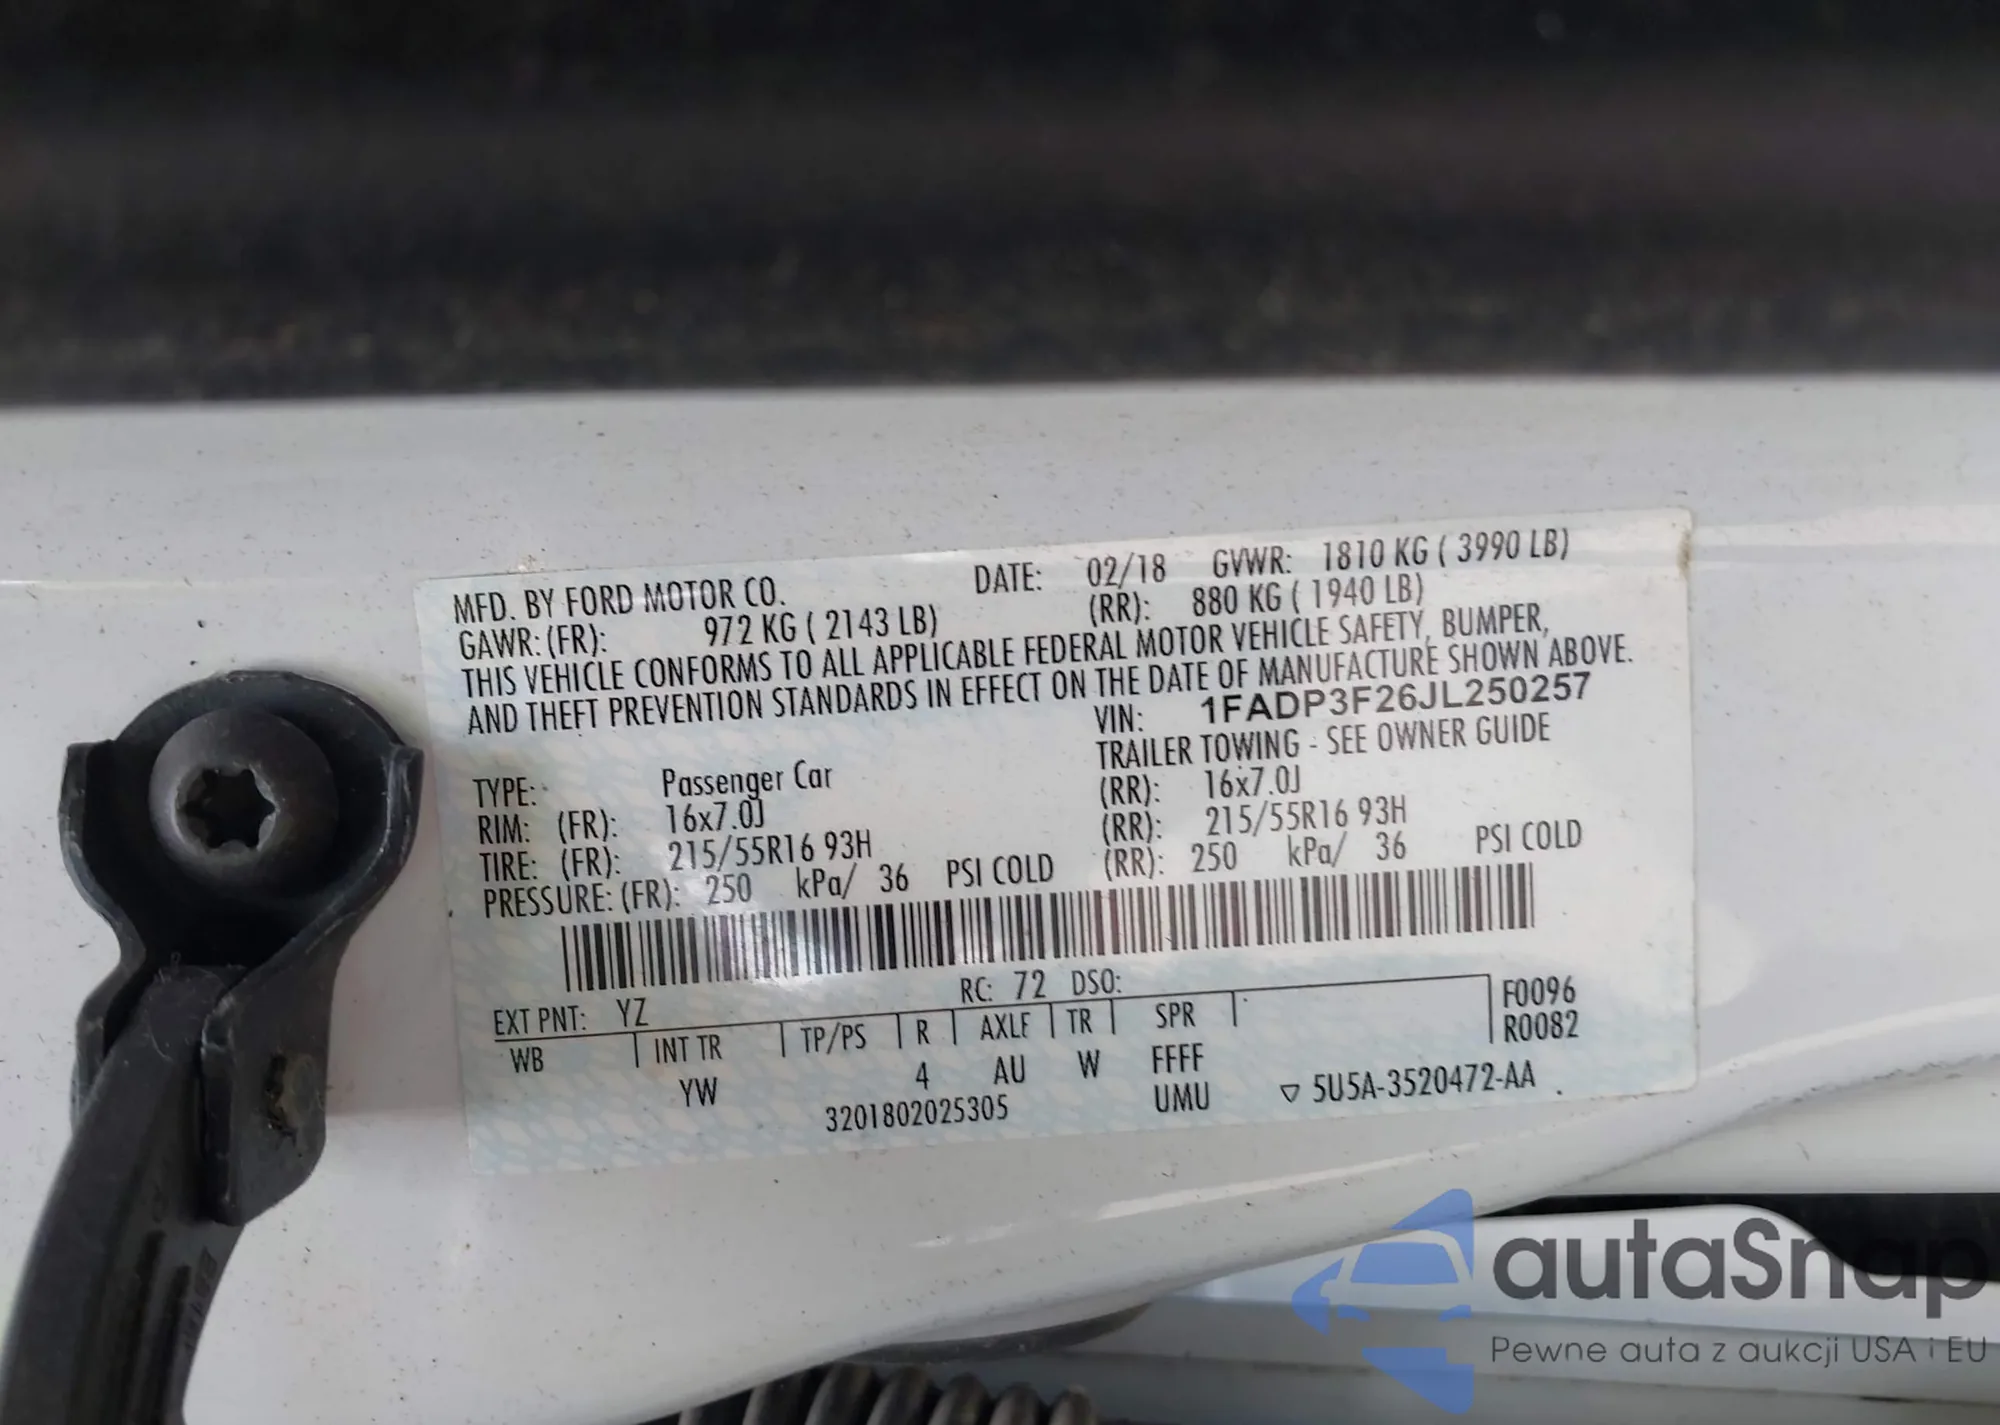 MFD. BY FORD MOTOR CO. DATE: 02/18 GVWR: 1810 KG ( 3990 LB)
GAWR: (FR): 972 KG ( 2143 LB) (RR): 880 KG ( 1940 LB)
THIS VEHICLE CONFORMS TO ALL APPLICABLE FEDERAL MOTOR VEHICLE SAFETY, BUMPER,
AND THEFT PREVENTION STANDARDS IN EFFECT ON THE DATE OF MANUFACTURE SHOWN ABOVE.
VIN: 1FADP3F26JL250257
TRAILER TOWING - SEE OWNER GUIDE
TYPE: Passenger Car
RIM: (FR): 16x7.0J (RR): 16x7.0J
TIRE: (FR): 215/55R16 93H (RR): 215/55R16 93H
PRESSURE: (FR): 250 kPa/ 36 PSI COLD (RR): 250 kPa/ 36 PSI COLD
RC: 72 DSO:
EXT PNT: YZ F0096
WB INT TR TP/PS R AXLE TR SPR R0082
YW 4 AU W FFFF
3201802025305 UMU ▽ 5U5A-3520472-AA
autaSnap
Pewne auta z aukcji USA i EU